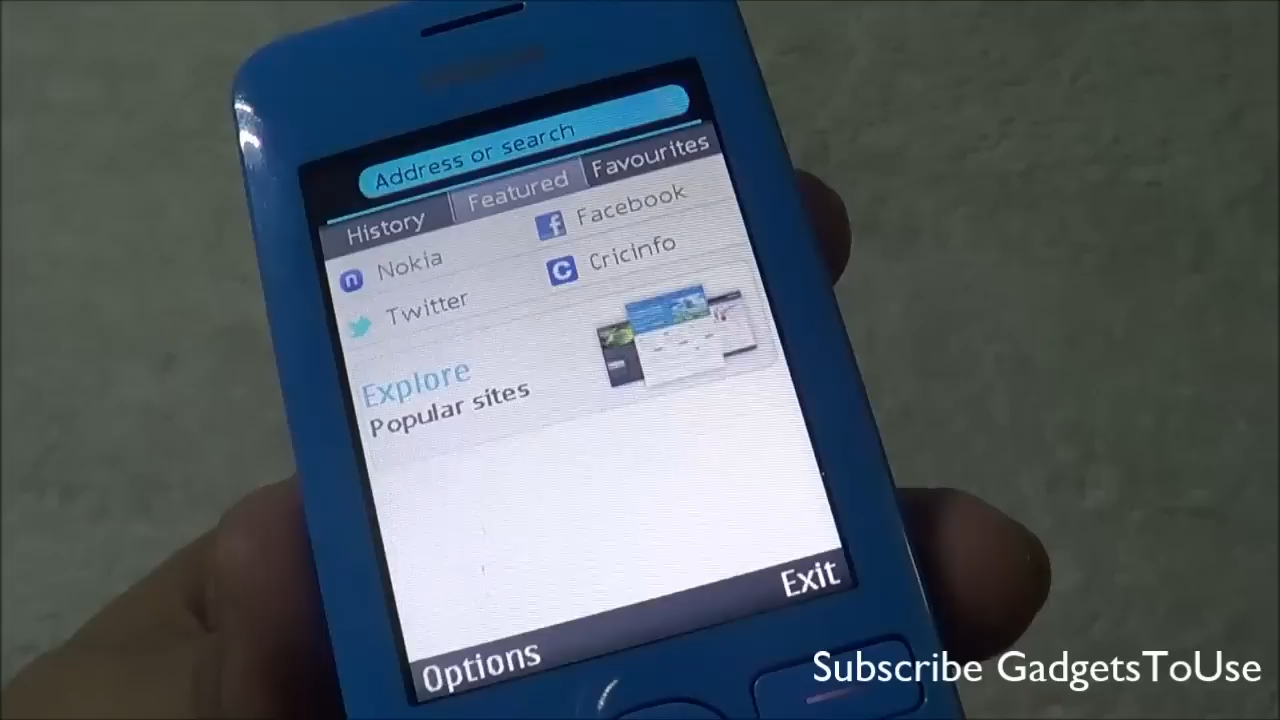 Address or search
History Featured Favourites
Nokia Facebook
Twitter Cricinfo
Explore
Popular sites
Options Exit
Subscribe GadgetsToUse